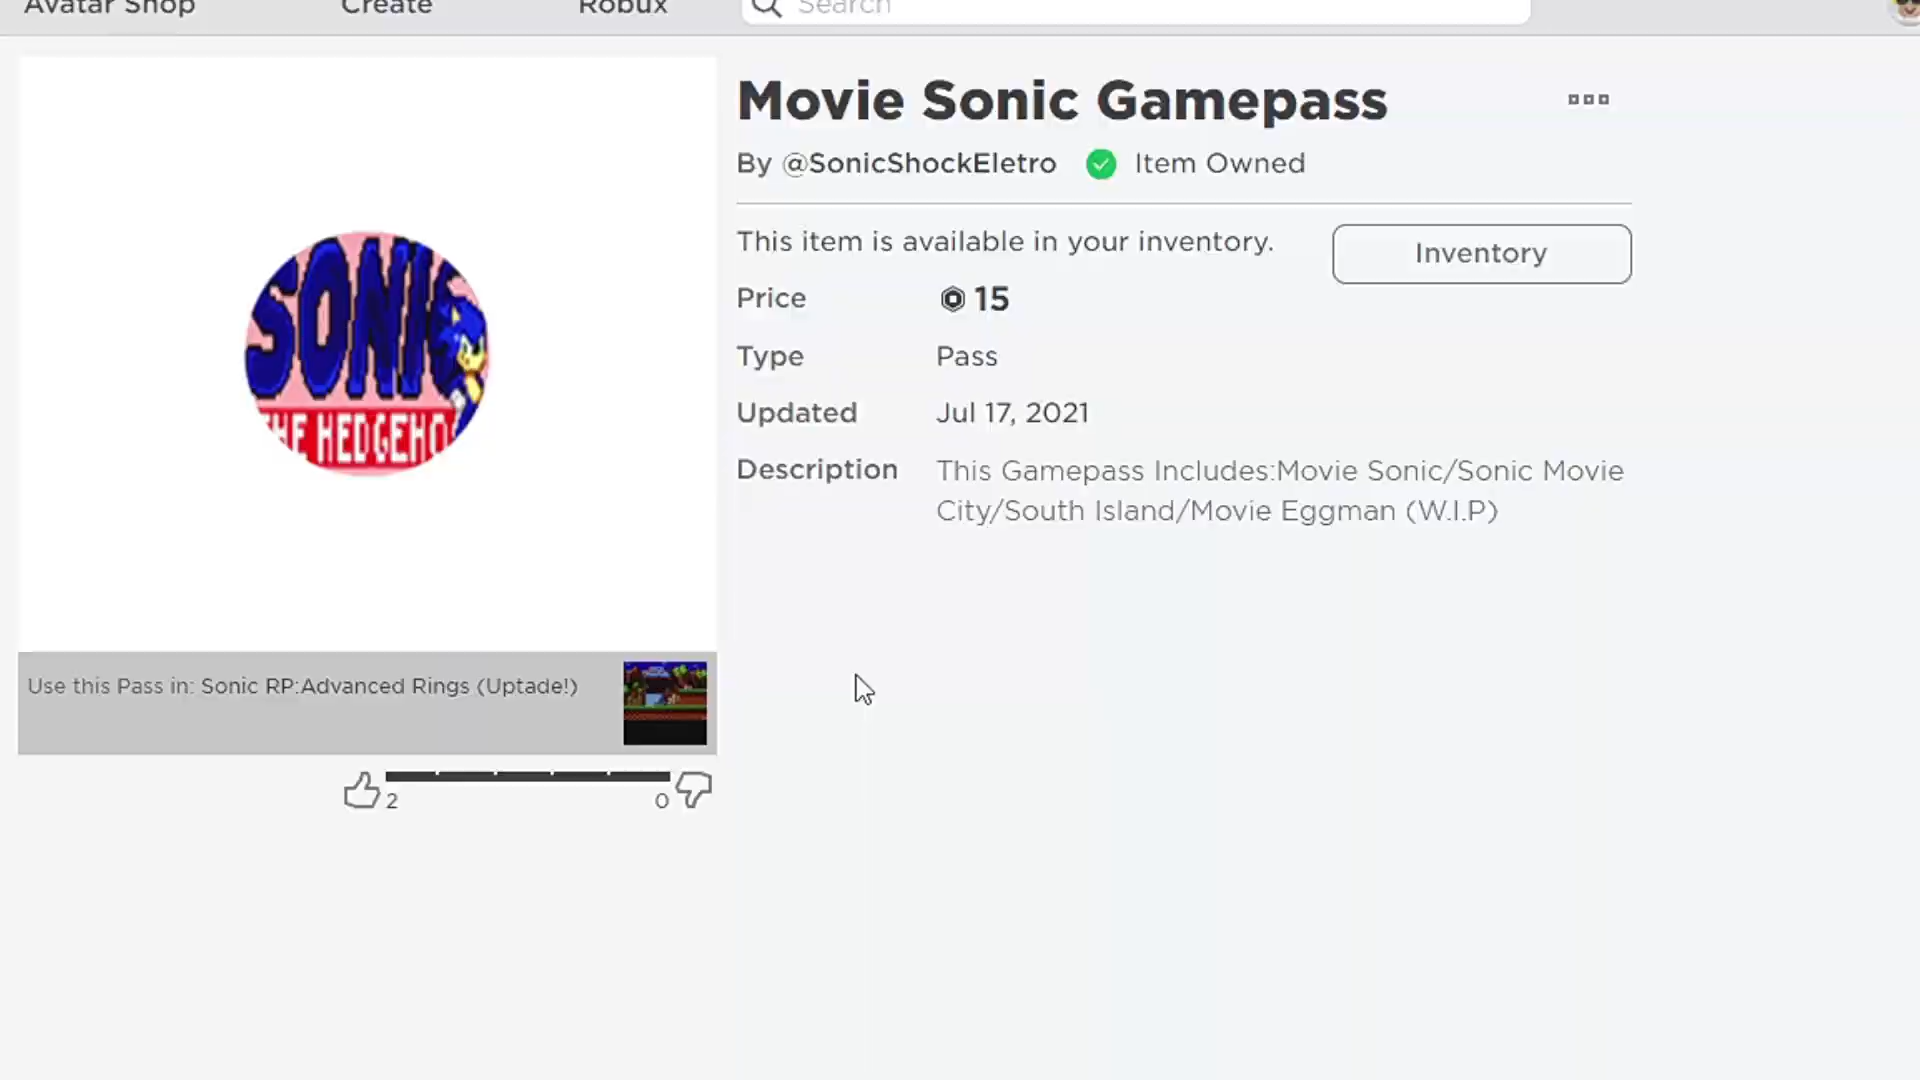 Avatar Shop Create Robux Search
Movie Sonic Gamepass
By @SonicShockEletro Item Owned
This item is available in your inventory. Inventory
Price 15
Type Pass
Updated Jul 17, 2021
Description This Gamepass Includes:Movie Sonic/Sonic Movie
City/South Island/Movie Eggman (W.I.P)
SONIC
THE HEDGEHO
Use this Pass in: Sonic RP:Advanced Rings (Uptade!)
2 0